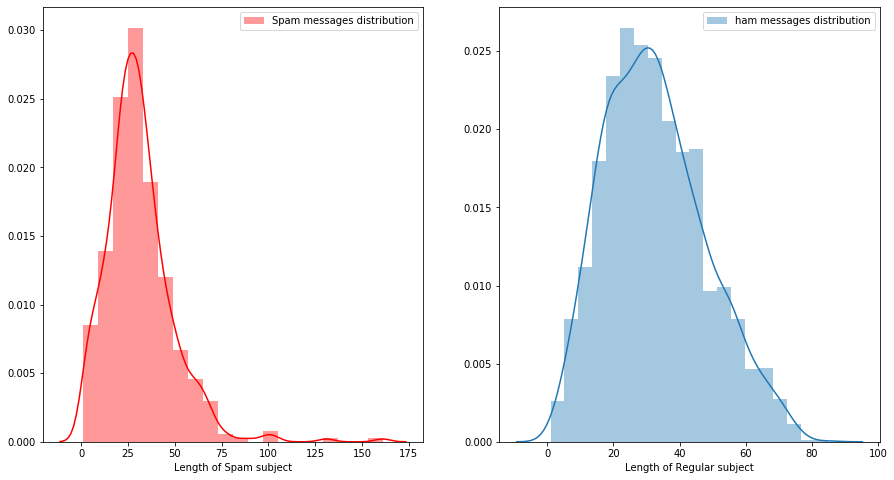 Spam messages distribution
0.030
0.025
0.020
0.015
0.010
0.005
0.000
0 25 50 75 100 125 150 175
Length of Spam subject
ham messages distribution
0.025
0.020
0.015
0.010
0.005
0.000
0 20 40 60 80 100
Length of Regular subject